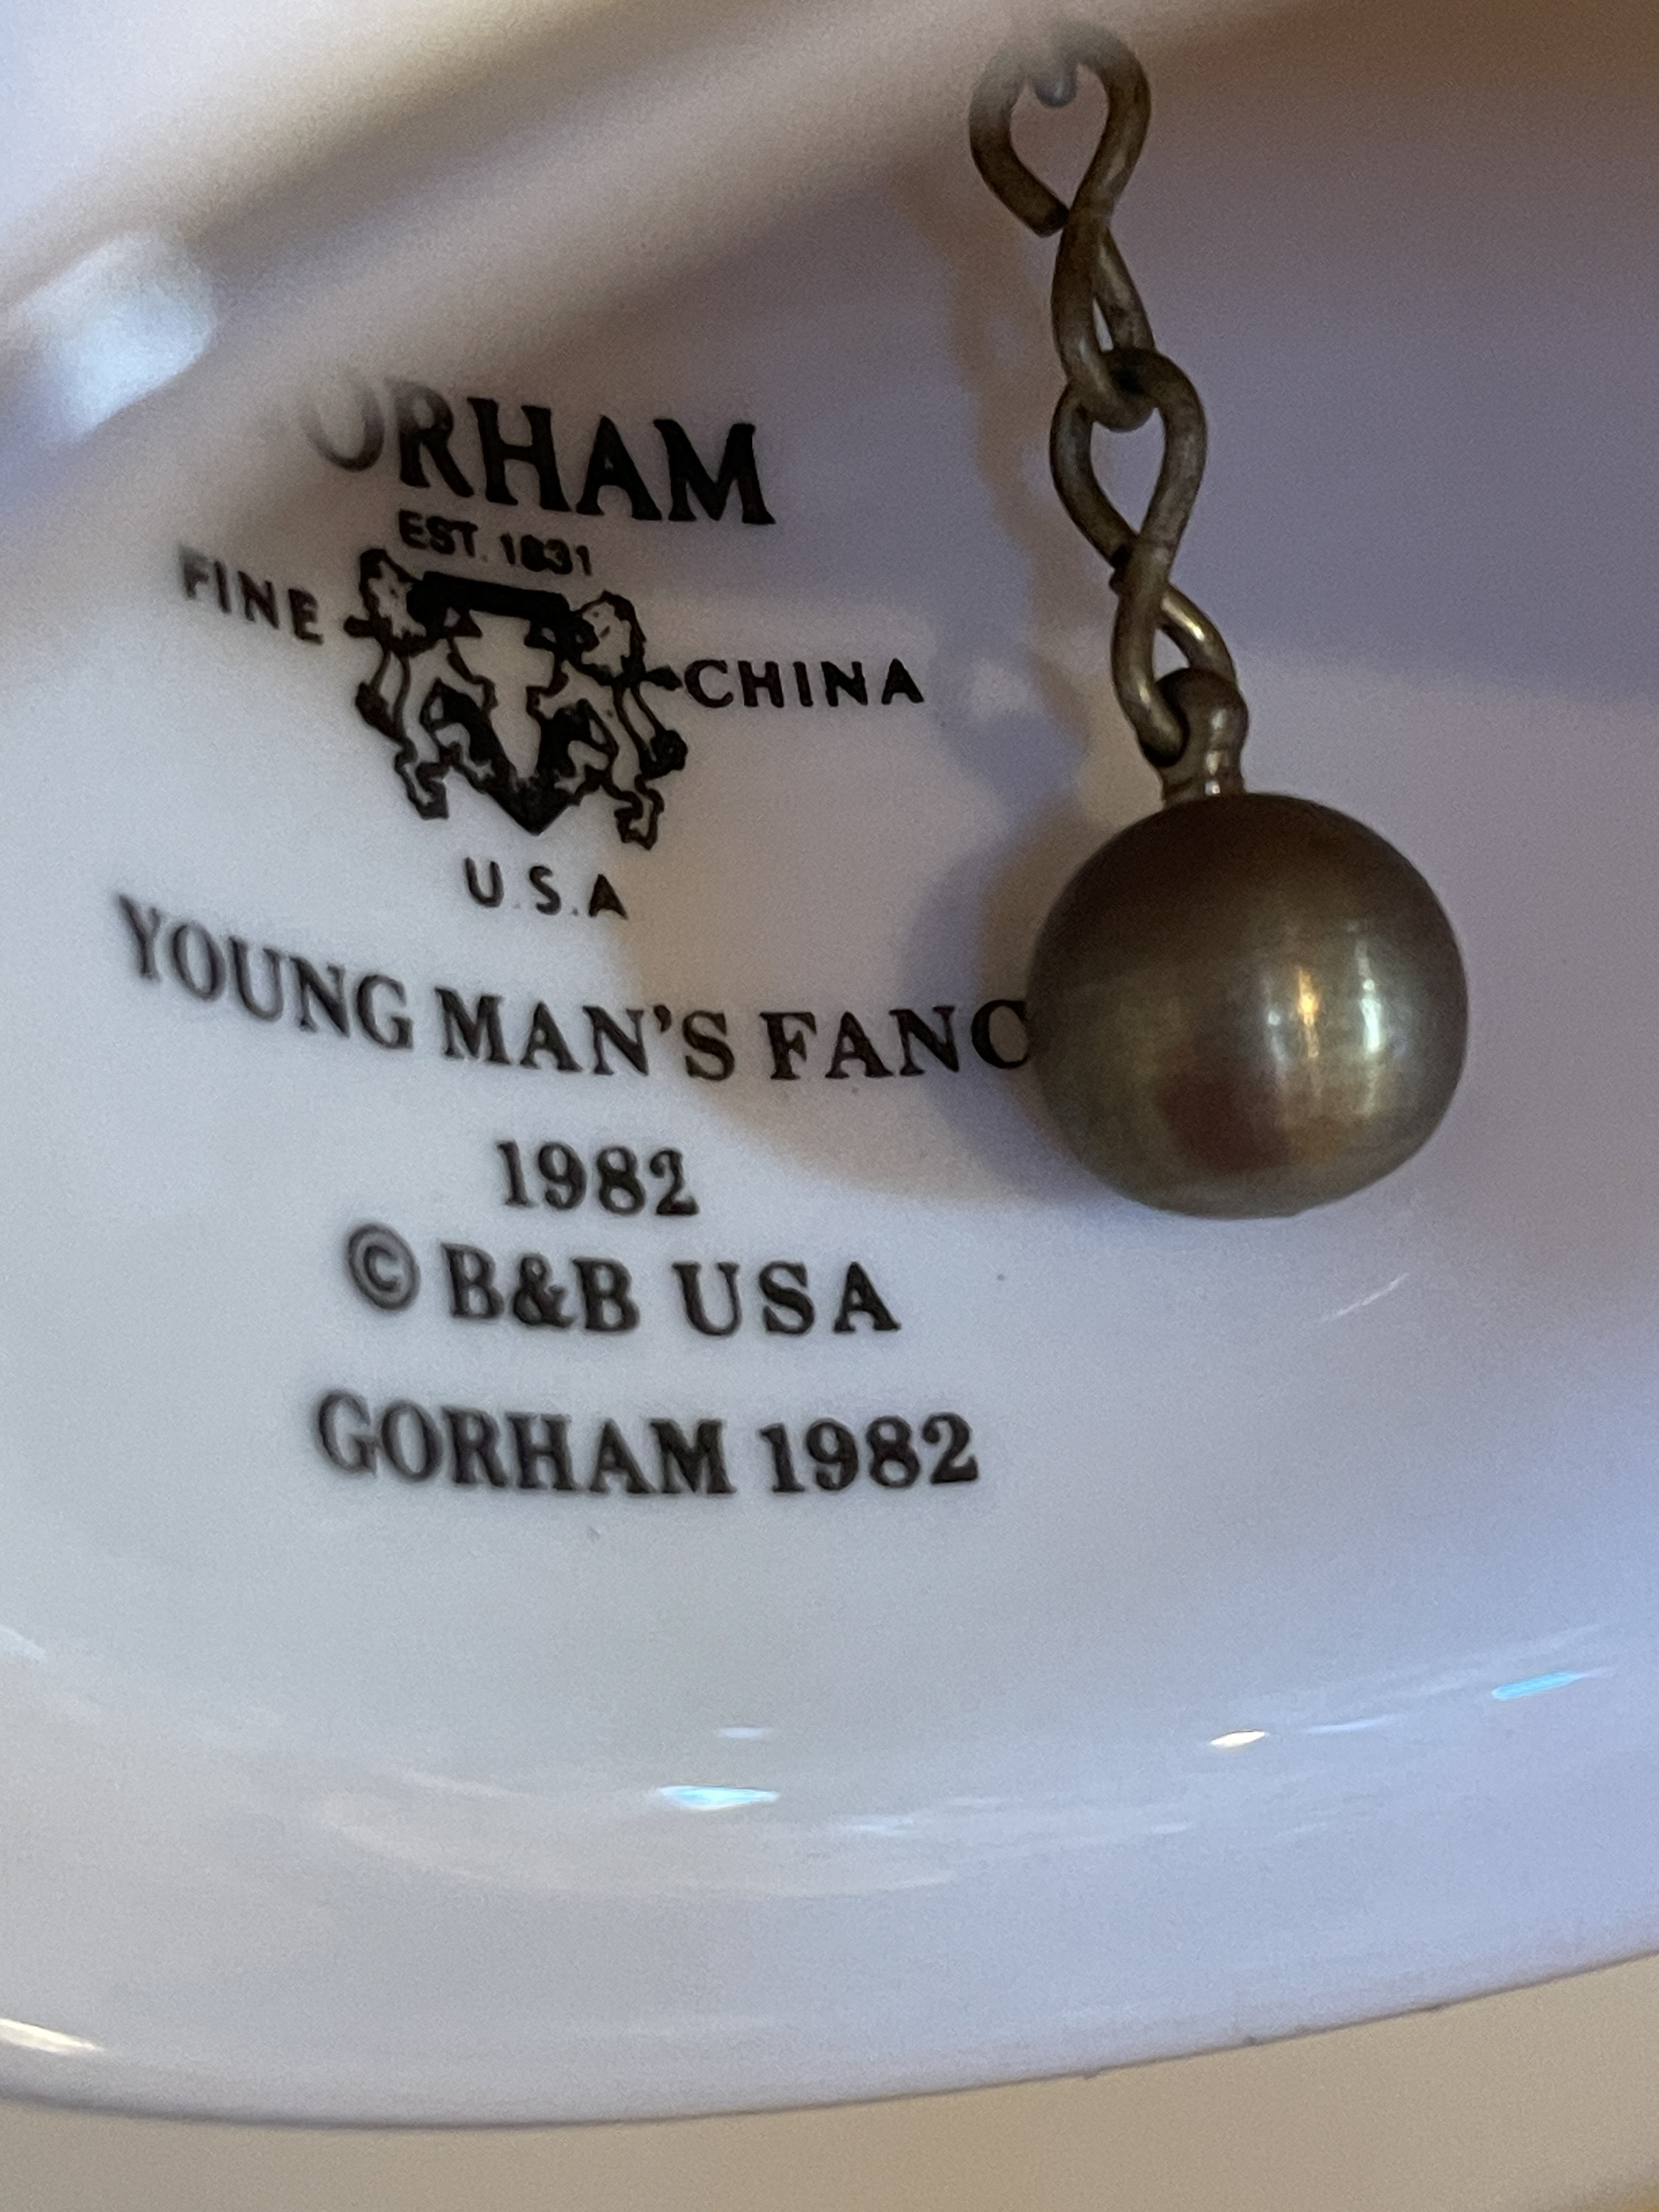 ORHAM
EST. 1831
FINE CHINA
U.S.A
YOUNG MAN'S FANC
1982
© B&B USA
GORHAM 1982